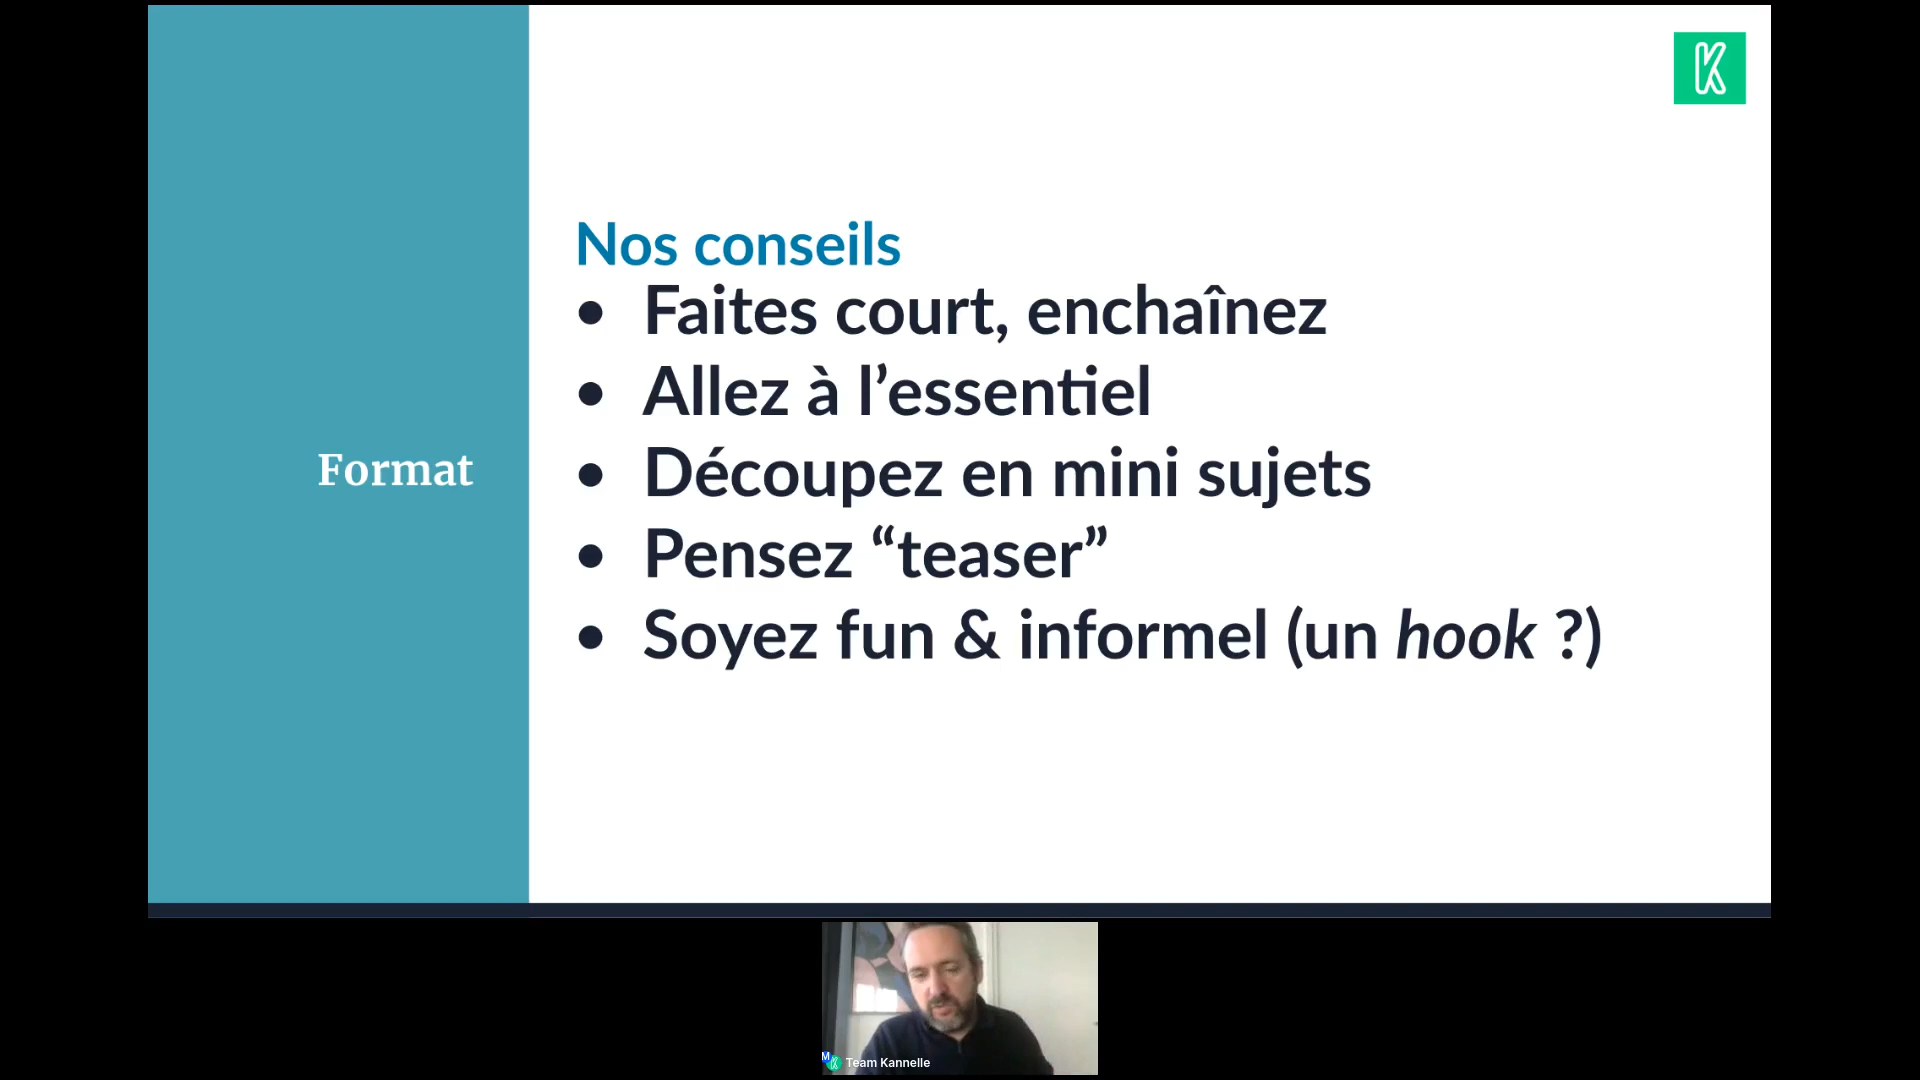 Format
Nos conseils
• Faites court, enchaînez
• Allez à l’essentiel
• Découpez en mini sujets
• Pensez “teaser”
• Soyez fun & informel (un hook ?)
K
M
Team Kannelle